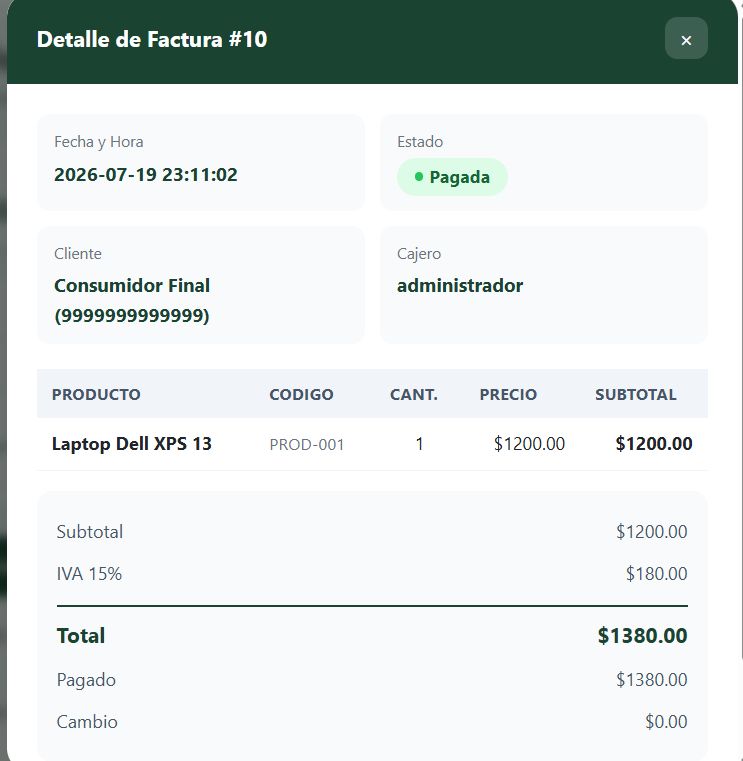 Detalle de Factura #10
×
Fecha y Hora
2026-07-19 23:11:02
Estado
Pagada
Cliente
Consumidor Final
(9999999999999)
Cajero
administrador
PRODUCTO CODIGO CANT. PRECIO SUBTOTAL
Laptop Dell XPS 13 PROD-001 1 $1200.00 $1200.00
Subtotal $1200.00
IVA 15% $180.00
Total $1380.00
Pagado $1380.00
Cambio $0.00